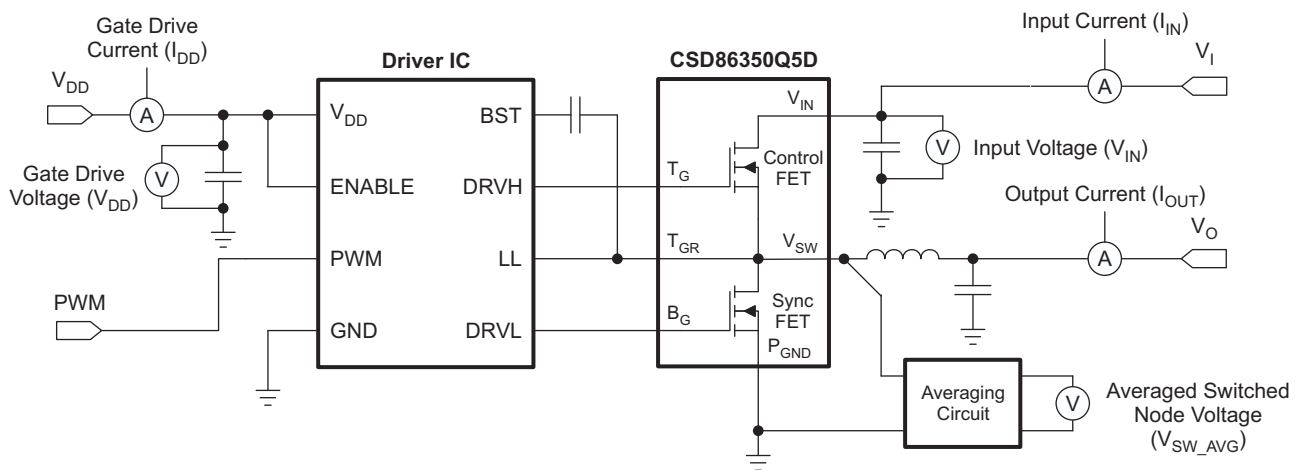 Gate Drive
Current (I_DD)
V_DD
A
Gate Drive
Voltage (V_DD)
V
PWM
Driver IC
V_DD
ENABLE
PWM
GND
BST
DRVH
LL
DRVL
CSD86350Q5D
V_IN
T_G
Control
FET
T_GR
V_SW
B_G
Sync
FET
P_GND
Input Current (I_IN)
V_I
A
V
Input Voltage (V_IN)
Output Current (I_OUT)
V_O
A
Averaging
Circuit
V
Averaged Switched
Node Voltage
(V_SW_AVG)